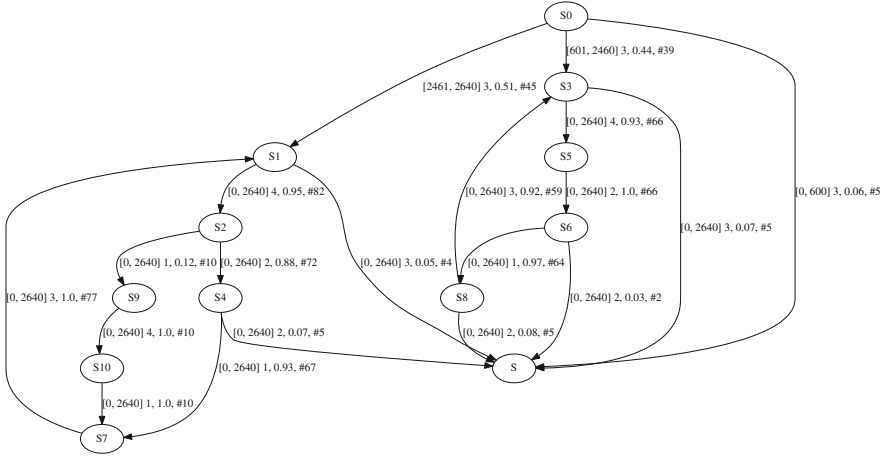 S0
[601, 2460] 3, 0.44, #39
[2461, 2640] 3, 0.51, #45
S3
[0, 2640] 4, 0.93, #66
S1
S5
[0, 2640] 4, 0.95, #82
[0, 2640] 3, 0.92, #59
[0, 2640] 2, 1.0, #66
[0, 600] 3, 0.06, #5
S2
S6
[0, 2640] 3, 0.07, #5
[0, 2640] 1, 0.12, #10
[0, 2640] 2, 0.88, #72
[0, 2640] 3, 0.05, #4
[0, 2640] 1, 0.97, #64
[0, 2640] 3, 1.0, #77
S9
S4
S8
[0, 2640] 2, 0.03, #2
[0, 2640] 4, 1.0, #10
[0, 2640] 2, 0.07, #5
[0, 2640] 2, 0.08, #5
S10
[0, 2640] 1, 0.93, #67
S
[0, 2640] 1, 1.0, #10
S7